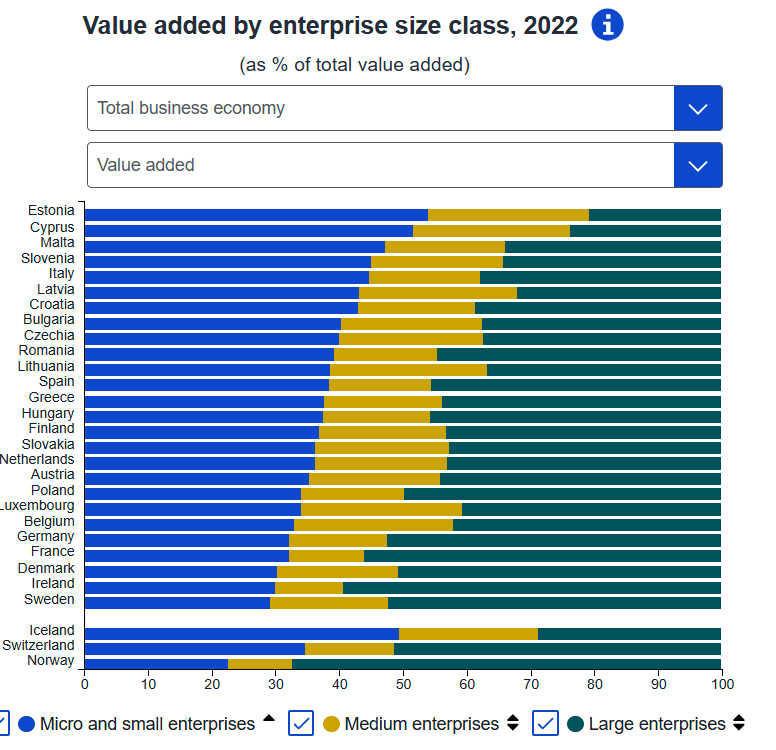 Value added by enterprise size class, 2022 i
(as % of total value added)
Total business economy
Value added
Estonia
Cyprus
Malta
Slovenia
Italy
Latvia
Croatia
Bulgaria
Czechia
Romania
Lithuania
Spain
Greece
Hungary
Finland
Slovakia
Netherlands
Austria
Poland
Luxembourg
Belgium
Germany
France
Denmark
Ireland
Sweden
Iceland
Switzerland
Norway
0 10 20 30 40 50 60 70 80 90 100
Micro and small enterprises Medium enterprises Large enterprises